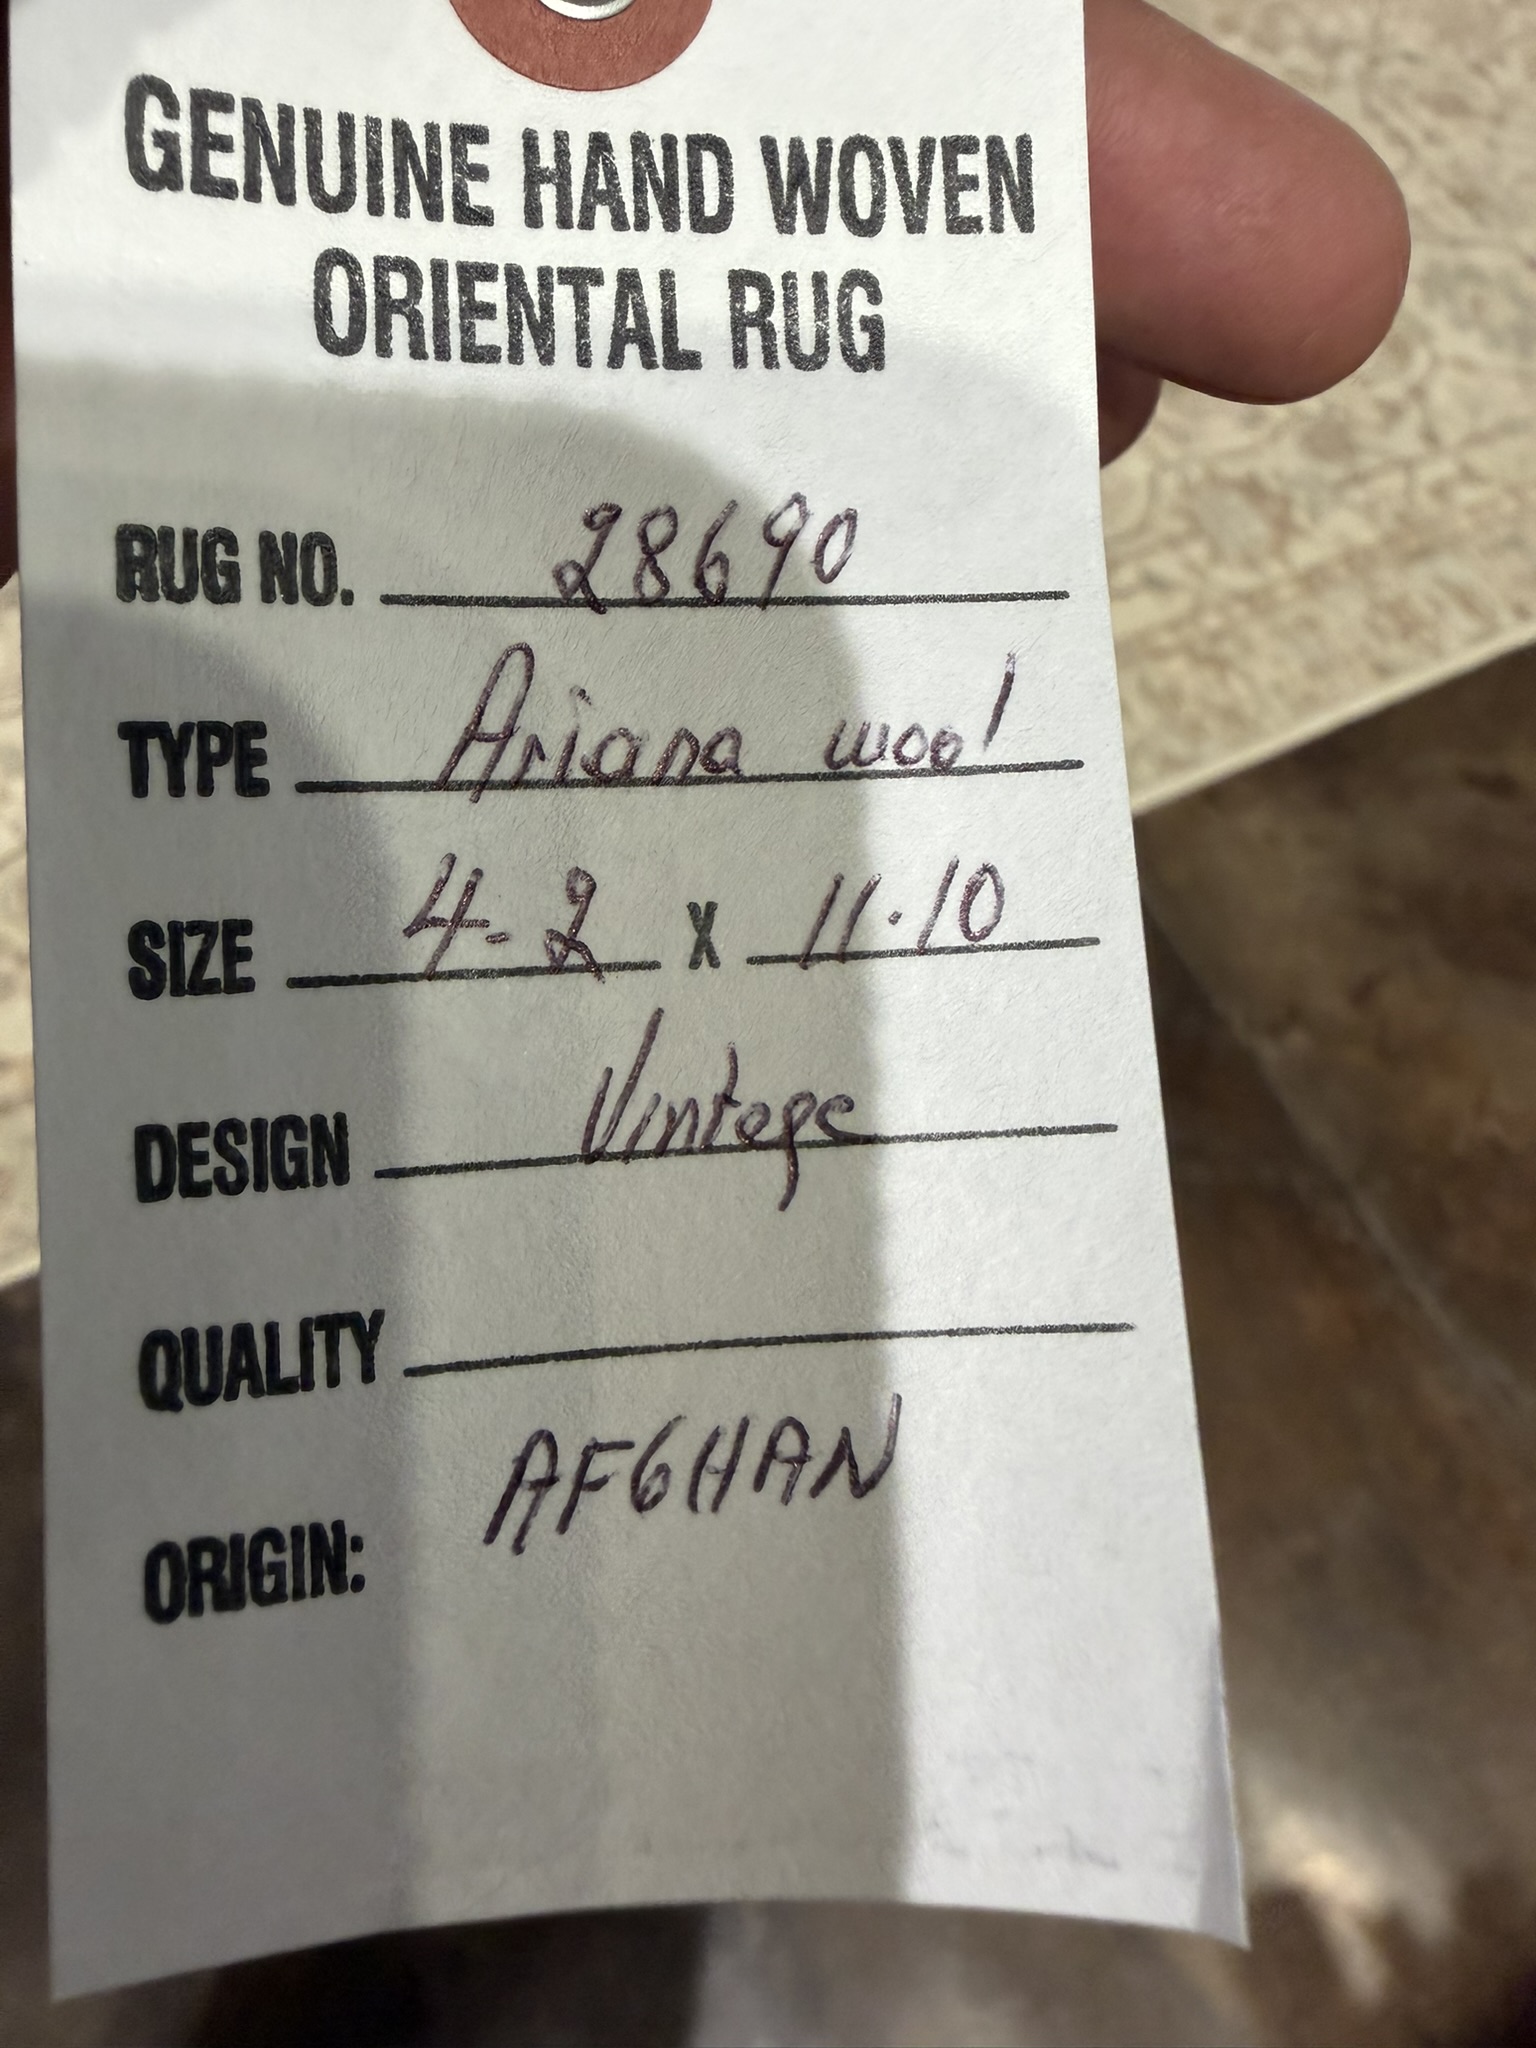 GENUINE HAND WOVEN
ORIENTAL RUG
RUG NO. 28690
TYPE Ariana wool
SIZE 4-2 X 11.10
DESIGN Vintage
QUALITY
ORIGIN: AFGHAN